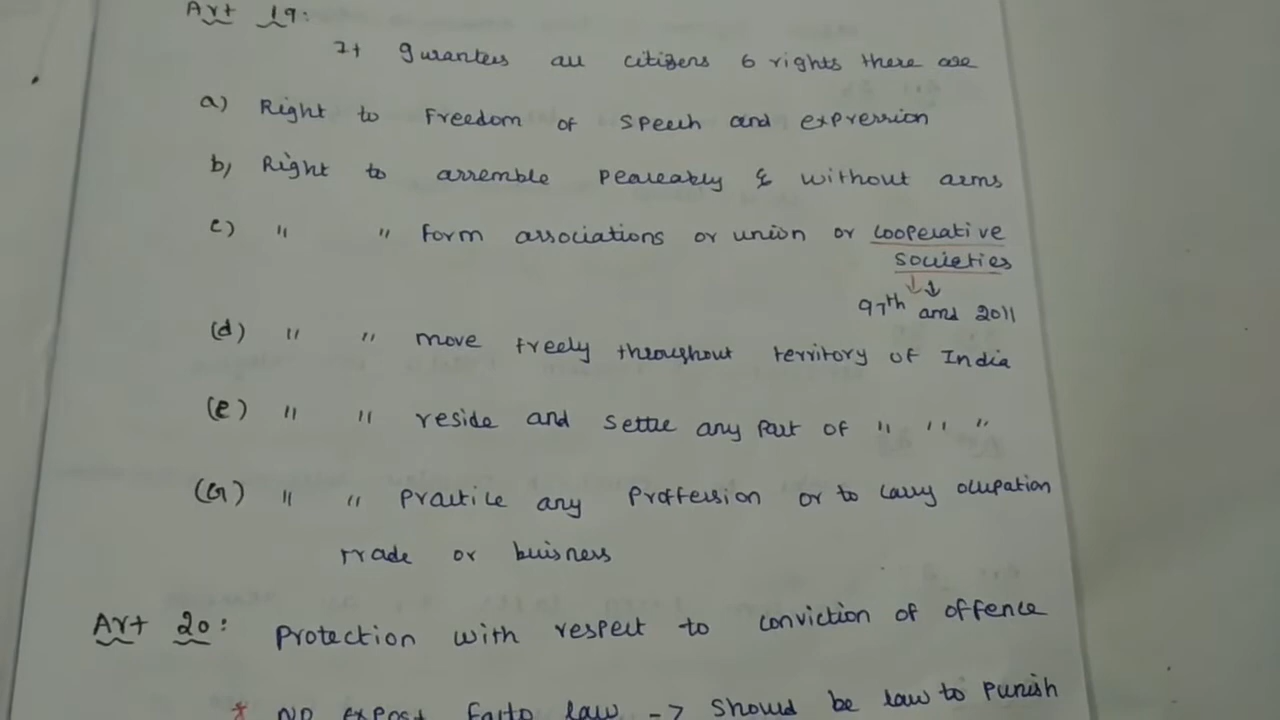 Art 19:
It gurantees all citizens 6 rights there are
a) Right to Freedom of speech and expression
b) Right to assemble peaceably & without arms
c) " " form associations or union or cooperative
societies
97th amd 2011
(d) " " move freely throughout territory of India
(e) " " reside and settle any part of " " "
(G) " " practice any Proffession or to carry ocupation
trade or buisness
Art 20: Protection with respect to conviction of offence
* No expost facto law -> should be law to punish